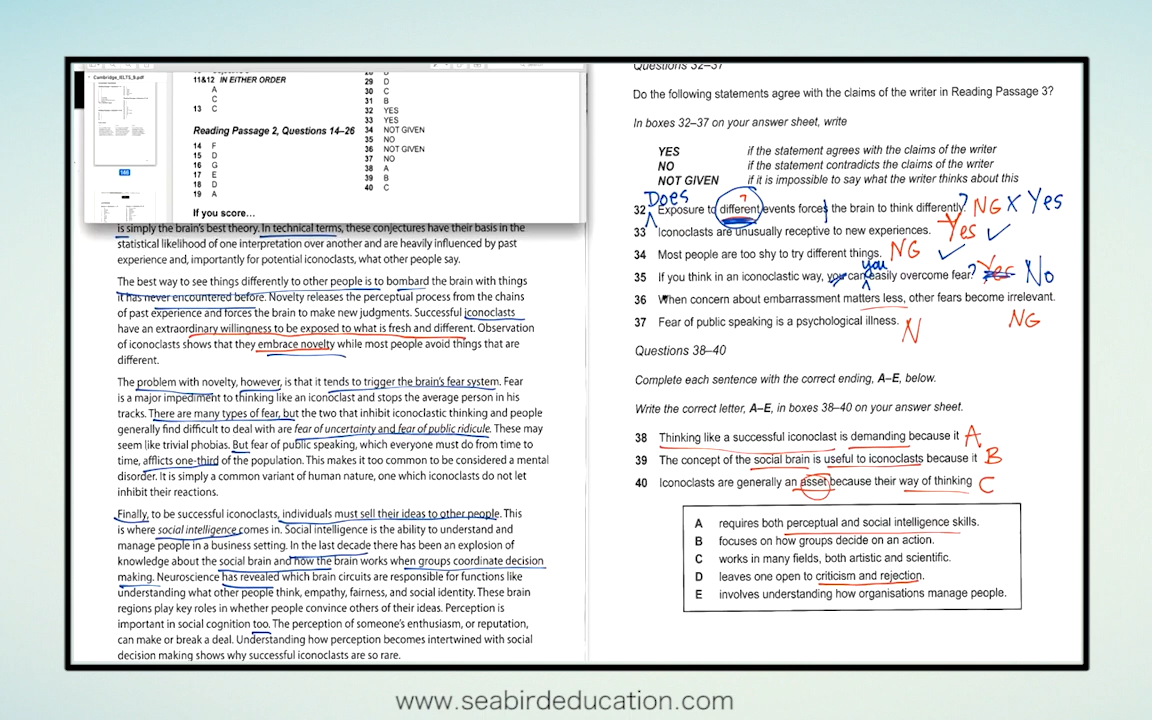 Cambridge_IELTS_9.pdf
186
11&12 IN EITHER ORDER
A
C
13 C
Reading Passage 2, Questions 14–26
14 F
15 D
16 G
17 E
18 D
19 A
If you score…
29 D
30 C
31 B
32 YES
33 YES
34 NOT GIVEN
35 NO
36 NOT GIVEN
37 NO
38 A
39 B
40 C
is simply the brain's best theory. In technical terms, these conjectures have their basis in the
statistical likelihood of one interpretation over another and are heavily influenced by past
experience and, importantly for potential iconoclasts, what other people say.
The best way to see things differently to other people is to bombard the brain with things
it has never encountered before. Novelty releases the perceptual process from the chains
of past experience and forces the brain to make new judgments. Successful iconoclasts
have an extraordinary willingness to be exposed to what is fresh and different. Observation
of iconoclasts shows that they embrace novelty while most people avoid things that are
different.
The problem with novelty, however, is that it tends to trigger the brain's fear system. Fear
is a major impediment to thinking like an iconoclast and stops the average person in his
tracks. There are many types of fear, but the two that inhibit iconoclastic thinking and people
generally find difficult to deal with are fear of uncertainty and fear of public ridicule. These may
seem like trivial phobias. But fear of public speaking, which everyone must do from time to
time, afflicts one-third of the population. This makes it too common to be considered a mental
disorder. It is simply a common variant of human nature, one which iconoclasts do not let
inhibit their reactions.
Finally, to be successful iconoclasts, individuals must sell their ideas to other people. This
is where social intelligence comes in. Social intelligence is the ability to understand and
manage people in a business setting. In the last decade there has been an explosion of
knowledge about the social brain and how the brain works when groups coordinate decision
making. Neuroscience has revealed which brain circuits are responsible for functions like
understanding what other people think, empathy, fairness, and social identity. These brain
regions play key roles in whether people convince others of their ideas. Perception is
important in social cognition too. The perception of someone's enthusiasm, or reputation,
can make or break a deal. Understanding how perception becomes intertwined with social
decision making shows why successful iconoclasts are so rare.
Questions 32–37
Do the following statements agree with the claims of the writer in Reading Passage 3?
In boxes 32–37 on your answer sheet, write
YES if the statement agrees with the claims of the writer
NO if the statement contradicts the claims of the writer
NOT GIVEN if it is impossible to say what the writer thinks about this
Does ?
32 Exposure to different events forces the brain to think differently. ? NG X Yes
33 Iconoclasts are unusually receptive to new experiences. Yes ✓
34 Most people are too shy to try different things. NG ✓
you
35 If you think in an iconoclastic way, you can easily overcome fear. ? Yes No
36 When concern about embarrassment matters less, other fears become irrelevant.
37 Fear of public speaking is a psychological illness. N NG
Questions 38–40
Complete each sentence with the correct ending, A–E, below.
Write the correct letter, A–E, in boxes 38–40 on your answer sheet.
38 Thinking like a successful iconoclast is demanding because it A
39 The concept of the social brain is useful to iconoclasts because it B
40 Iconoclasts are generally an asset because their way of thinking C
A requires both perceptual and social intelligence skills.
B focuses on how groups decide on an action.
C works in many fields, both artistic and scientific.
D leaves one open to criticism and rejection.
E involves understanding how organisations manage people.
www.seabirdeducation.com